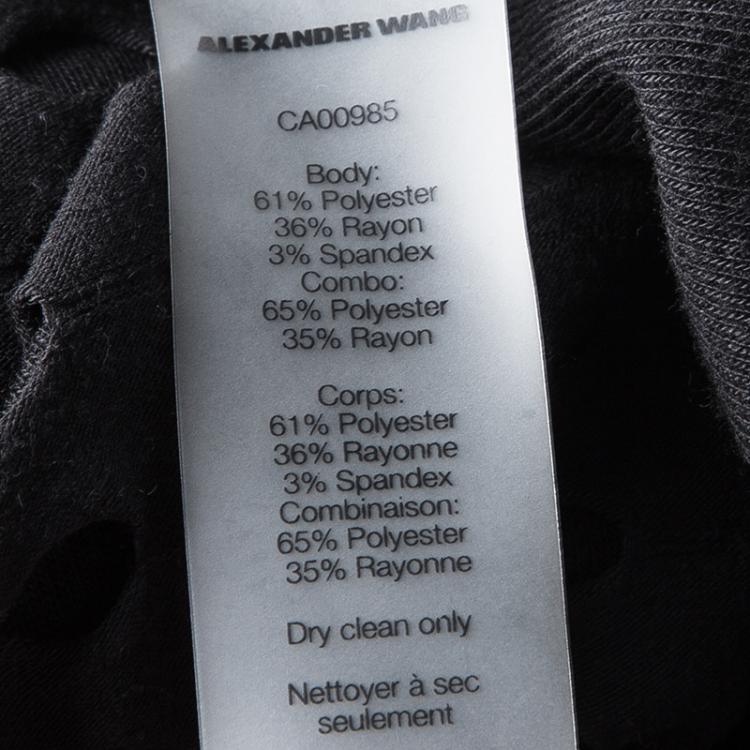 ALEXANDER WANG
CA00985
Body:
61% Polyester
36% Rayon
3% Spandex
Combo:
65% Polyester
35% Rayon
Corps:
61% Polyester
36% Rayonne
3% Spandex
Combinaison:
65% Polyester
35% Rayonne
Dry clean only
Nettoyer à sec
seulement